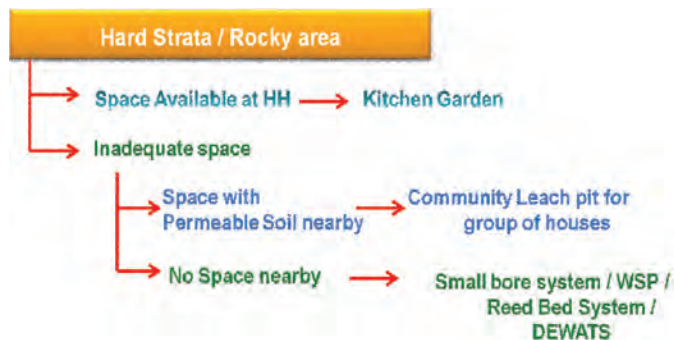 Hard Strata / Rocky area
Space Available at HH
Kitchen Garden
Inadequate space
Space with
Permeable Soil nearby
Community Leach pit for
group of houses
No Space nearby
Small bore system / WSP /
Reed Bed System /
DEWATS